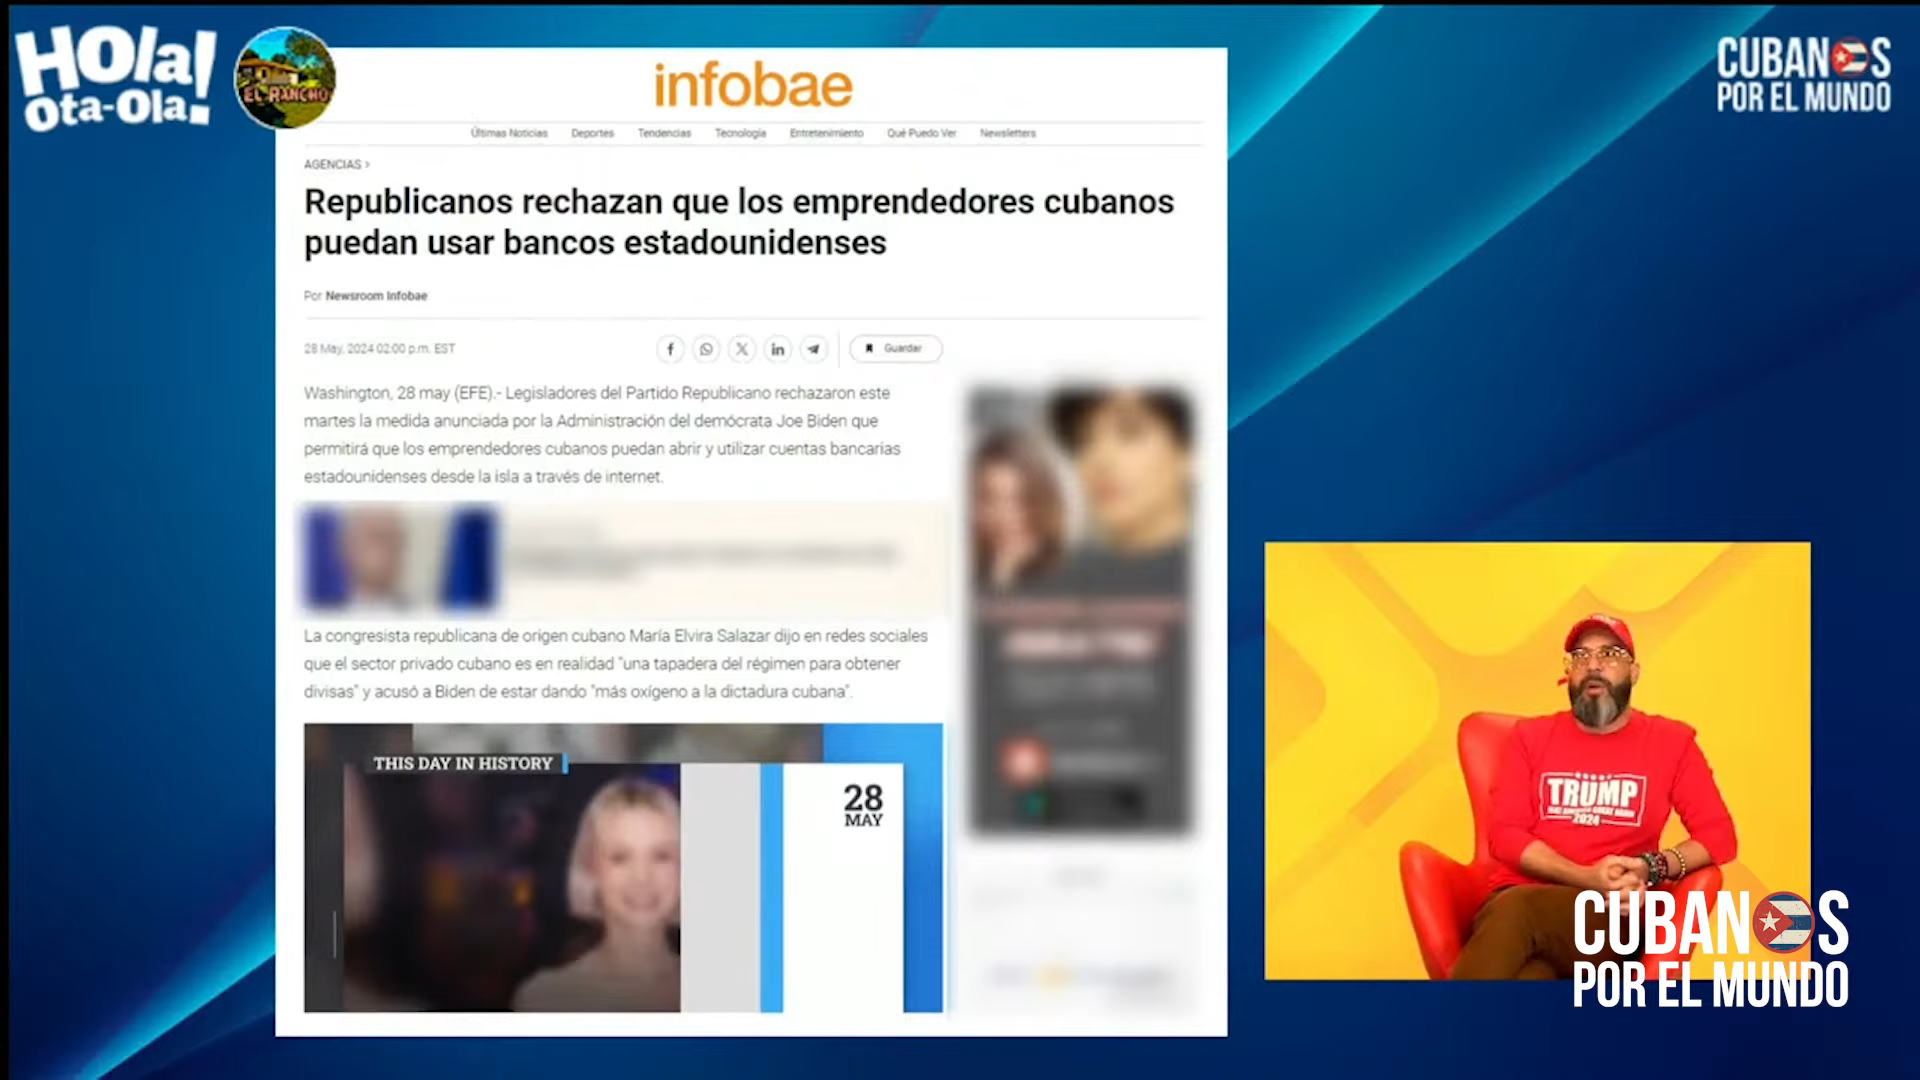 Hola!
Ota-Ola!
EL RANCHO
CUBANOS
POR EL MUNDO
infobae
Últimas Noticias Deportes Tendencias Tecnología Entretenimiento Qué Puedo Ver Newsletters
AGENCIAS >
Republicanos rechazan que los emprendedores cubanos
puedan usar bancos estadounidenses
Por Newsroom Infobae
28 May, 2024 02:00 p.m. EST
Guardar
Washington, 28 may (EFE).- Legisladores del Partido Republicano rechazaron este
martes la medida anunciada por la Administración del demócrata Joe Biden que
permitirá que los emprendedores cubanos puedan abrir y utilizar cuentas bancarias
estadounidenses desde la isla a través de internet.
La congresista republicana de origen cubano María Elvira Salazar dijo en redes sociales
que el sector privado cubano es en realidad "una tapadera del régimen para obtener
divisas" y acusó a Biden de estar dando "más oxígeno a la dictadura cubana".
THIS DAY IN HISTORY
28
MAY
TRUMP
2024
CUBANOS
POR EL MUNDO